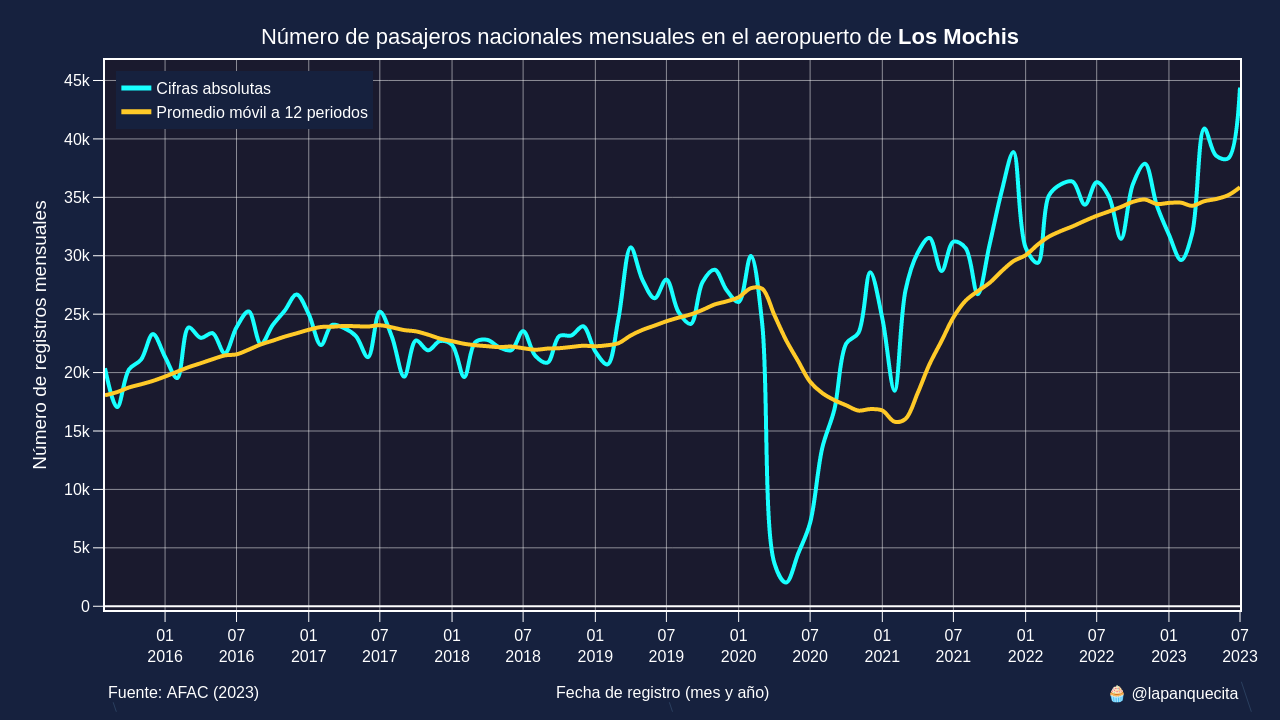 Número de pasajeros nacionales mensuales en el aeropuerto de Los Mochis
Cifras absolutas
Promedio móvil a 12 periodos
Número de registros mensuales
45k
40k
35k
30k
25k
20k
15k
10k
5k
0
01 07 01 07 01 07 01 07 01 07 01 07 01 07 01 07
2016 2016 2017 2017 2018 2018 2019 2019 2020 2020 2021 2021 2022 2022 2023 2023
Fuente: AFAC (2023)
Fecha de registro (mes y año)
🧁 @lapanquecita